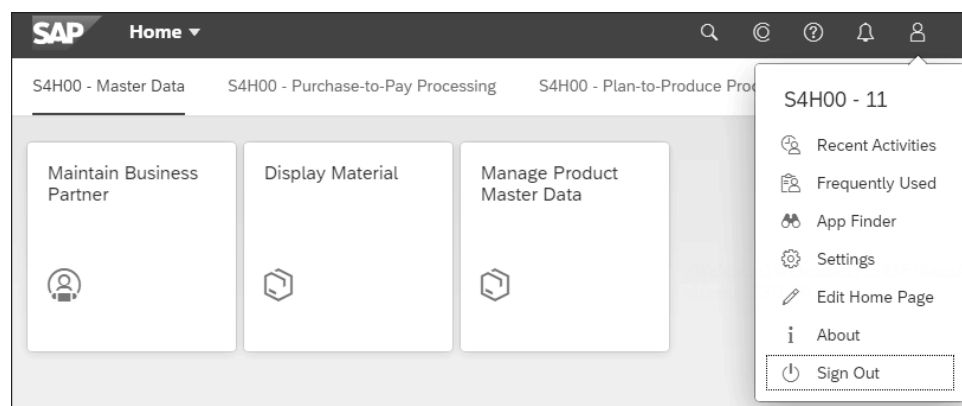 SAP Home
S4H00 - Master Data S4H00 - Purchase-to-Pay Processing S4H00 - Plan-to-Produce Proc
S4H00 - 11
Recent Activities
Frequently Used
App Finder
Settings
Edit Home Page
About
Sign Out
Maintain Business
Partner
Display Material
Manage Product
Master Data